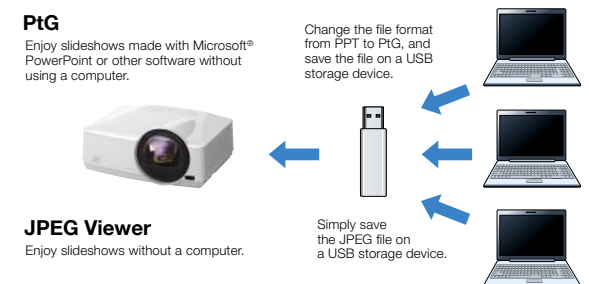 PtG
Enjoy slideshows made with Microsoft®
PowerPoint or other software without
using a computer.
Change the file format
from PPT to PtG, and
save the file on a USB
storage device.
JPEG Viewer
Enjoy slideshows without a computer.
Simply save
the JPEG file on
a USB storage device.